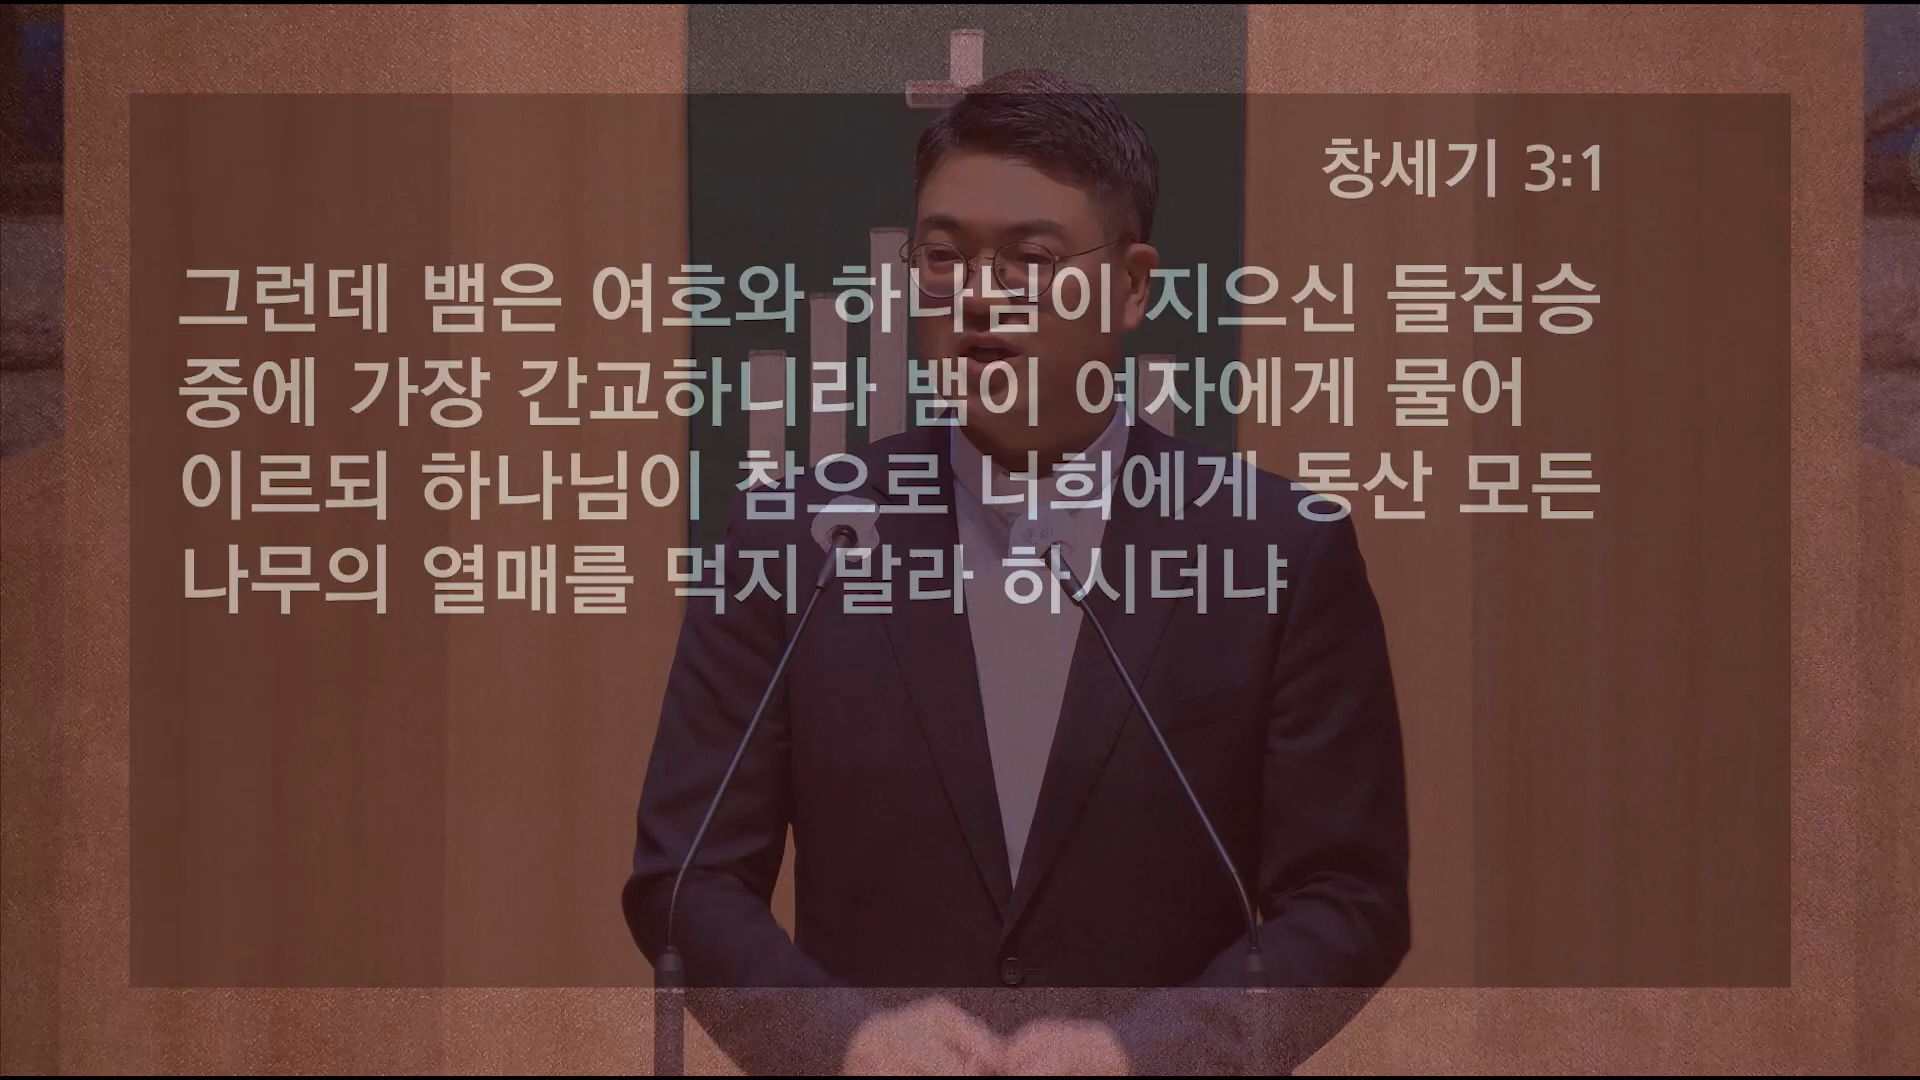 창세기 3:1
그런데 뱀은 여호와 하나님이 지으신 들짐승
중에 가장 간교하니라 뱀이 여자에게 물어
이르되 하나님이 참으로 너희에게 동산 모든
나무의 열매를 먹지 말라 하시더냐